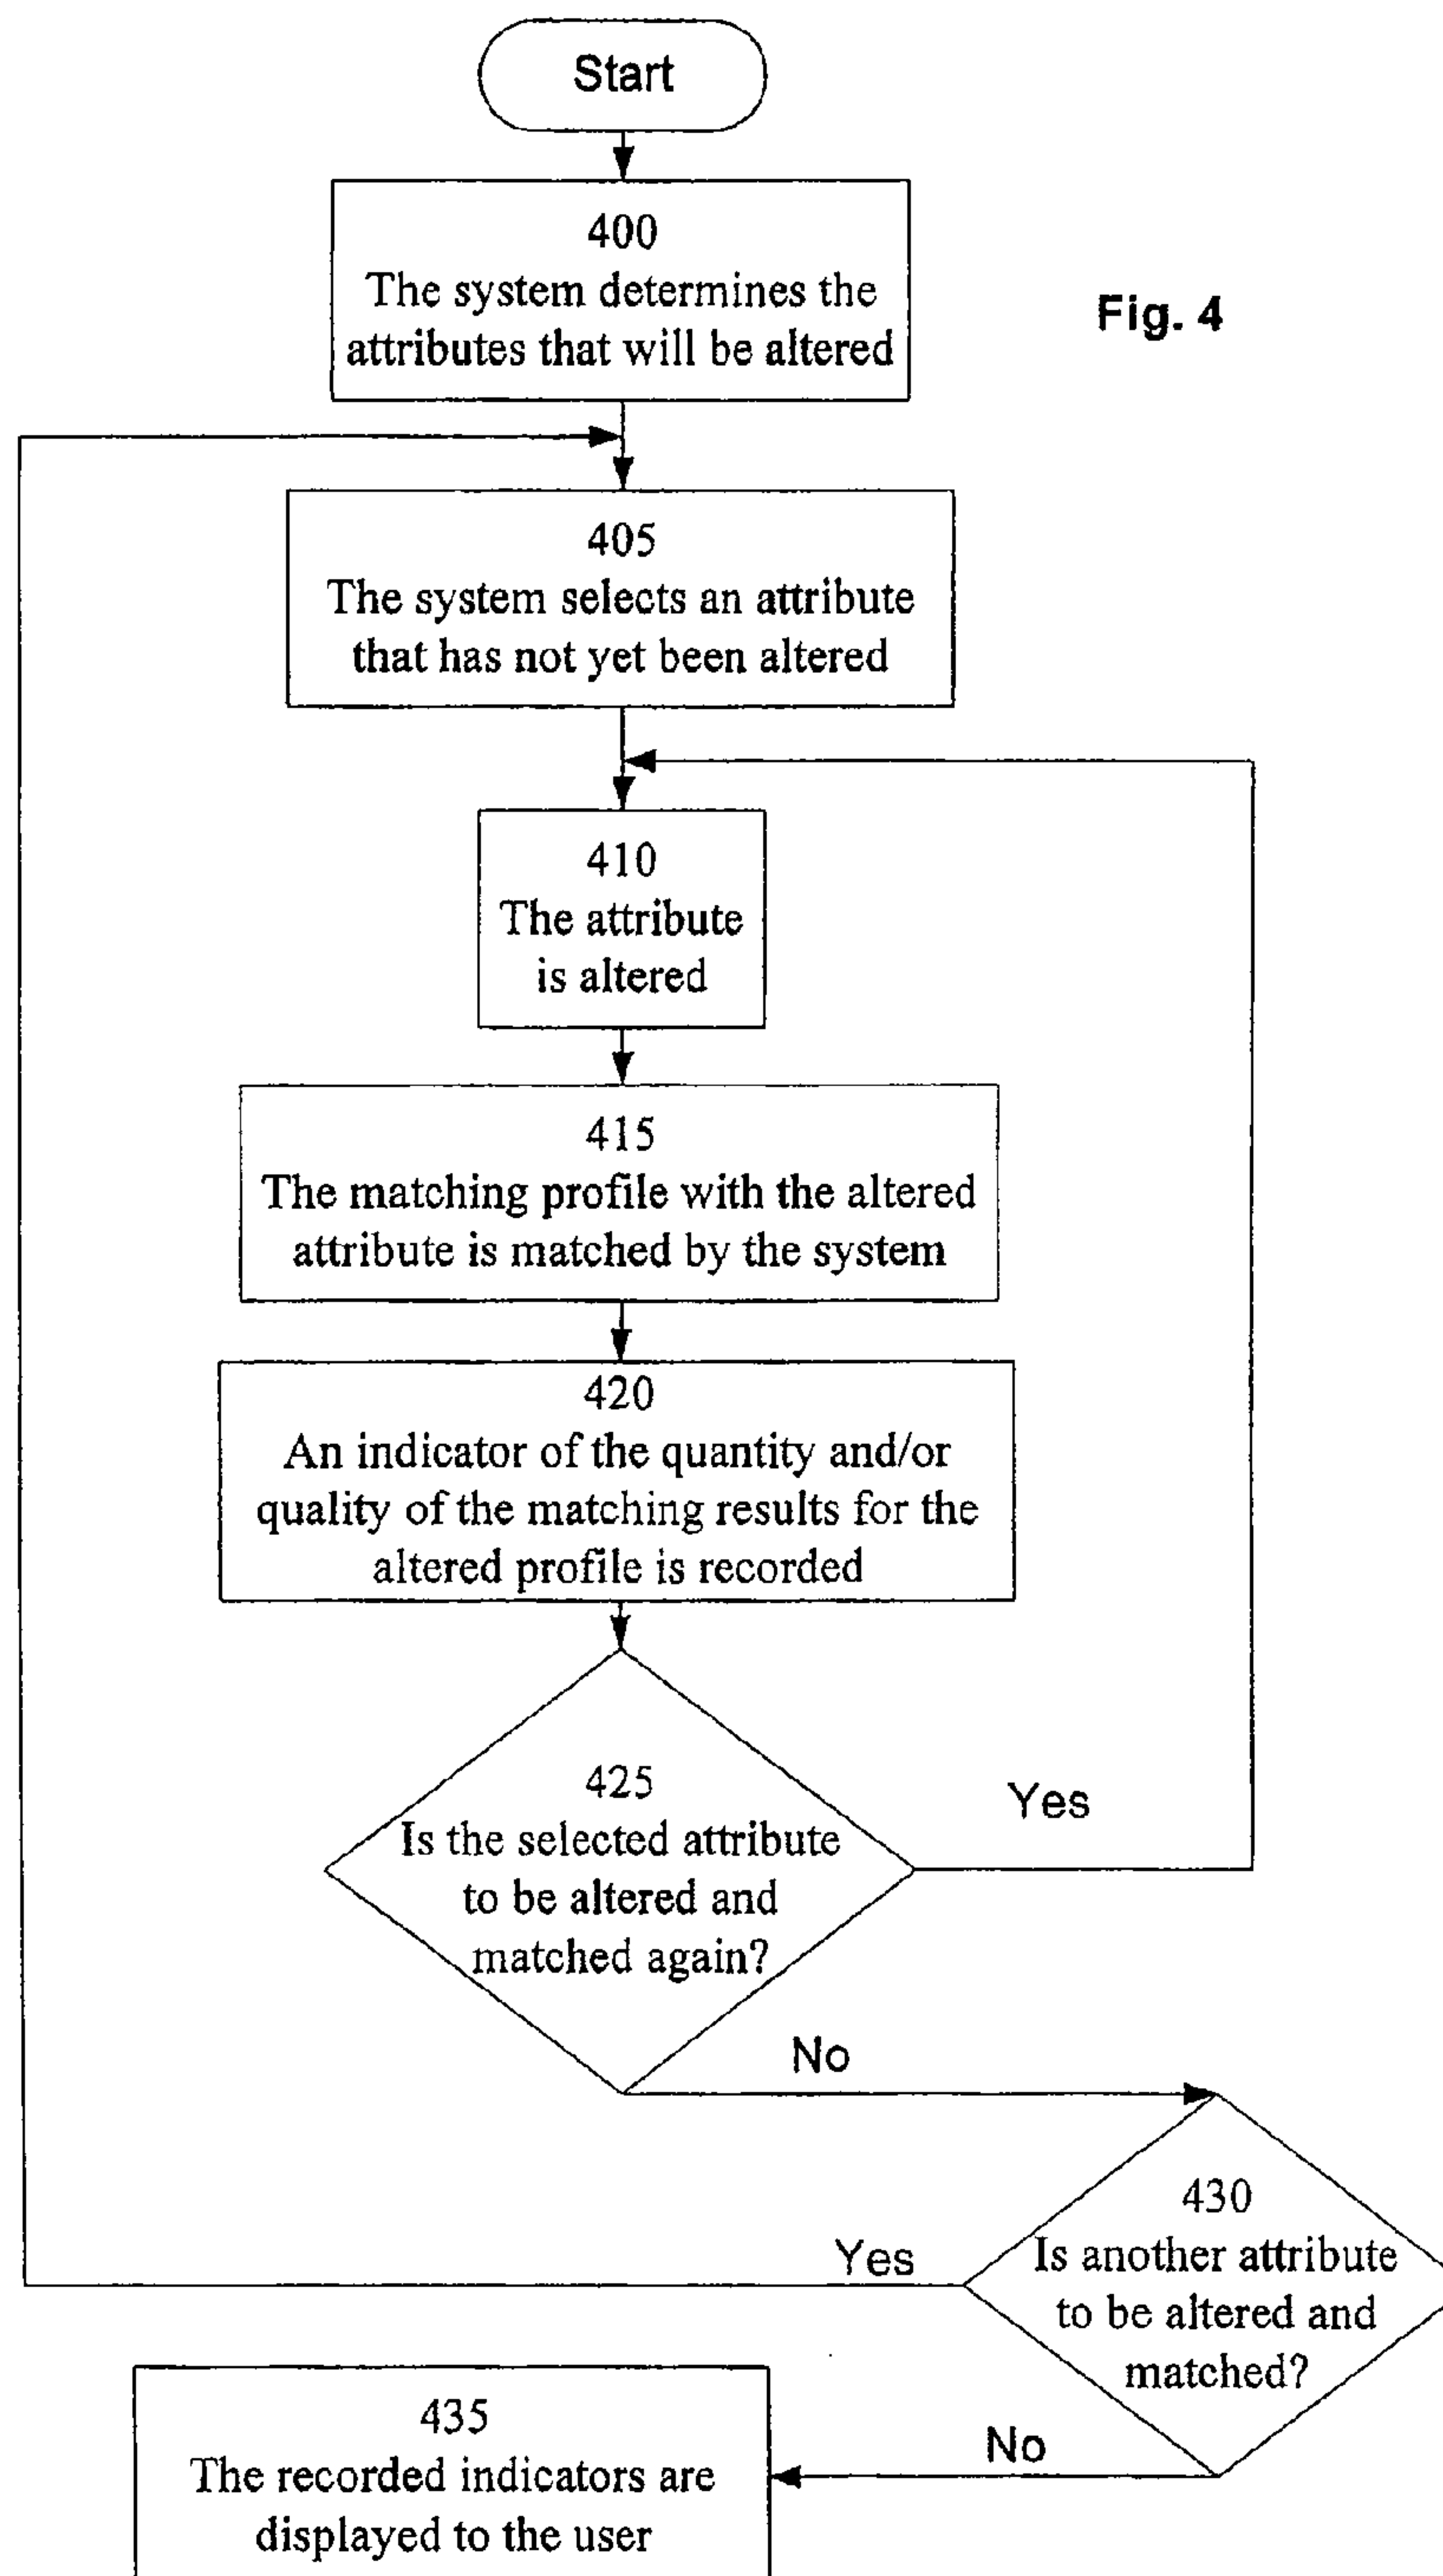 Start
400
The system determines the
attributes that will be altered
Fig. 4
405
The system selects an attribute
that has not yet been altered
410
The attribute
is altered
415
The matching profile with the altered
attribute is matched by the system
420
An indicator of the quantity and/or
quality of the matching results for the
altered profile is recorded
425
Is the selected attribute
to be altered and
matched again?
Yes
No
430
Is another attribute
to be altered and
matched?
Yes
No
435
The recorded indicators are
displayed to the user